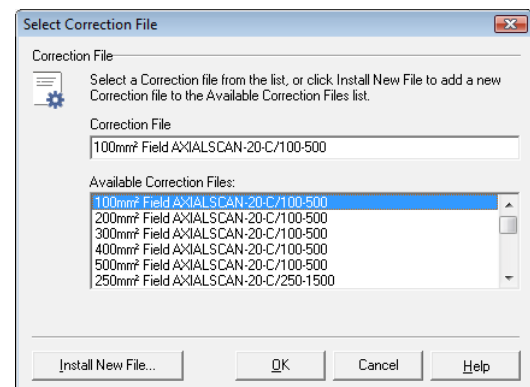 Select Correction File
Correction File
Select a Correction file from the list, or click Install New File to add a new
Correction file to the Available Correction Files list.
Correction File
100mm² Field AXIALSCAN-20-C/100-500
Available Correction Files:
100mm² Field AXIALSCAN-20-C/100-500
200mm² Field AXIALSCAN-20-C/100-500
300mm² Field AXIALSCAN-20-C/100-500
400mm² Field AXIALSCAN-20-C/100-500
500mm² Field AXIALSCAN-20-C/100-500
250mm² Field AXIALSCAN-20-C/250-1500
Install New File... OK Cancel Help